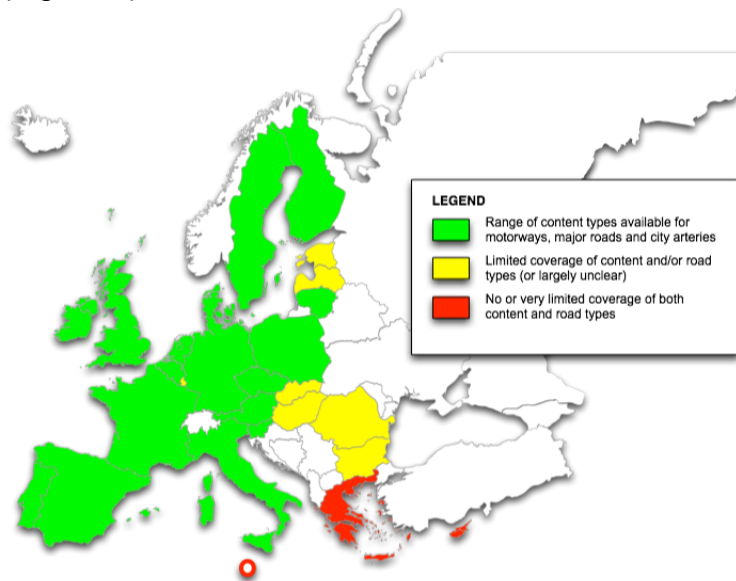 LEGEND
Range of content types available for
motorways, major roads and city arteries
Limited coverage of content and/or road
types (or largely unclear)
No or very limited coverage of both
content and road types